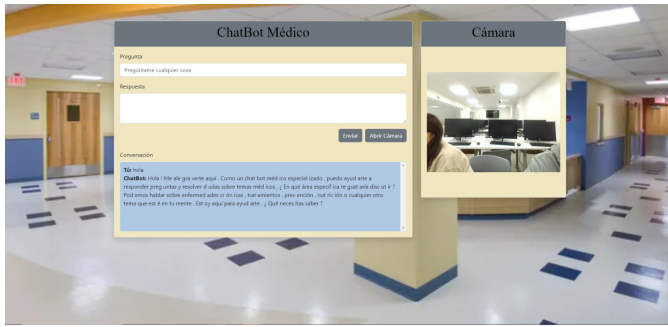 ChatBot Médico
Cámara
Pregunta
Pregúntame cualquier cosa
Respuesta
Enviar
Abrir Cámara
Conversación
Tú: hola
ChatBot: Hola ! Me ale gra verte aquí . Como un chat bot méd ico especial izado , puedo ayud arte a
responder preg untas y resolver d udas sobre temas méd icos . ¿ En qué área específ ica te gust aría disc ut ir ?
Pod emos hablar sobre enfermed ades cr ón icas , trat amientos , prev ención , nut ric ión o cualquier otro
tema que est é en tu mente . Est oy aquí para ayud arte . ¿ Qué neces itas saber ?